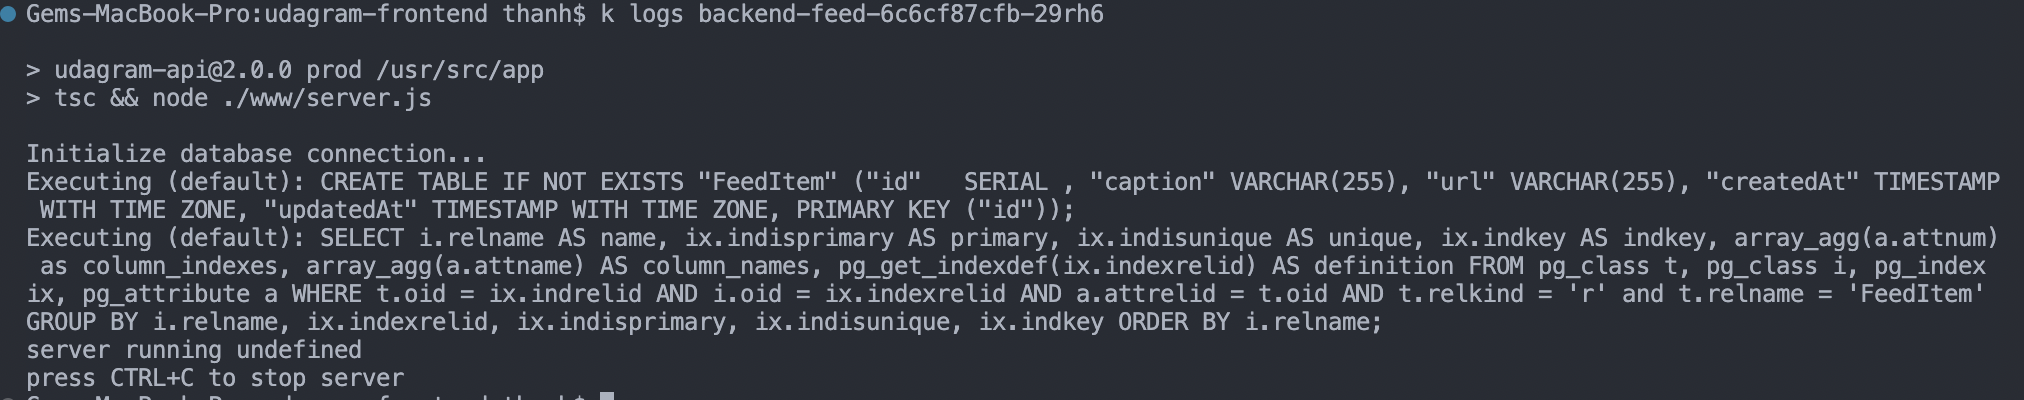 Gems-MacBook-Pro:udagram-frontend thanh$ k logs backend-feed-6c6cf87cfb-29rh6
> udagram-api@2.0.0 prod /usr/src/app
> tsc && node ./www/server.js
Initialize database connection...
Executing (default): CREATE TABLE IF NOT EXISTS "FeedItem" ("id"   SERIAL , "caption" VARCHAR(255), "url" VARCHAR(255), "createdAt" TIMESTAMP
WITH TIME ZONE, "updatedAt" TIMESTAMP WITH TIME ZONE, PRIMARY KEY ("id"));
Executing (default): SELECT i.relname AS name, ix.indisprimary AS primary, ix.indisunique AS unique, ix.indkey AS indkey, array_agg(a.attnum)
as column_indexes, array_agg(a.attname) AS column_names, pg_get_indexdef(ix.indexrelid) AS definition FROM pg_class t, pg_class i, pg_index
ix, pg_attribute a WHERE t.oid = ix.indrelid AND i.oid = ix.indexrelid AND a.attrelid = t.oid AND t.relkind = 'r' and t.relname = 'FeedItem'
GROUP BY i.relname, ix.indexrelid, ix.indisprimary, ix.indisunique, ix.indkey ORDER BY i.relname;
server running undefined
press CTRL+C to stop server